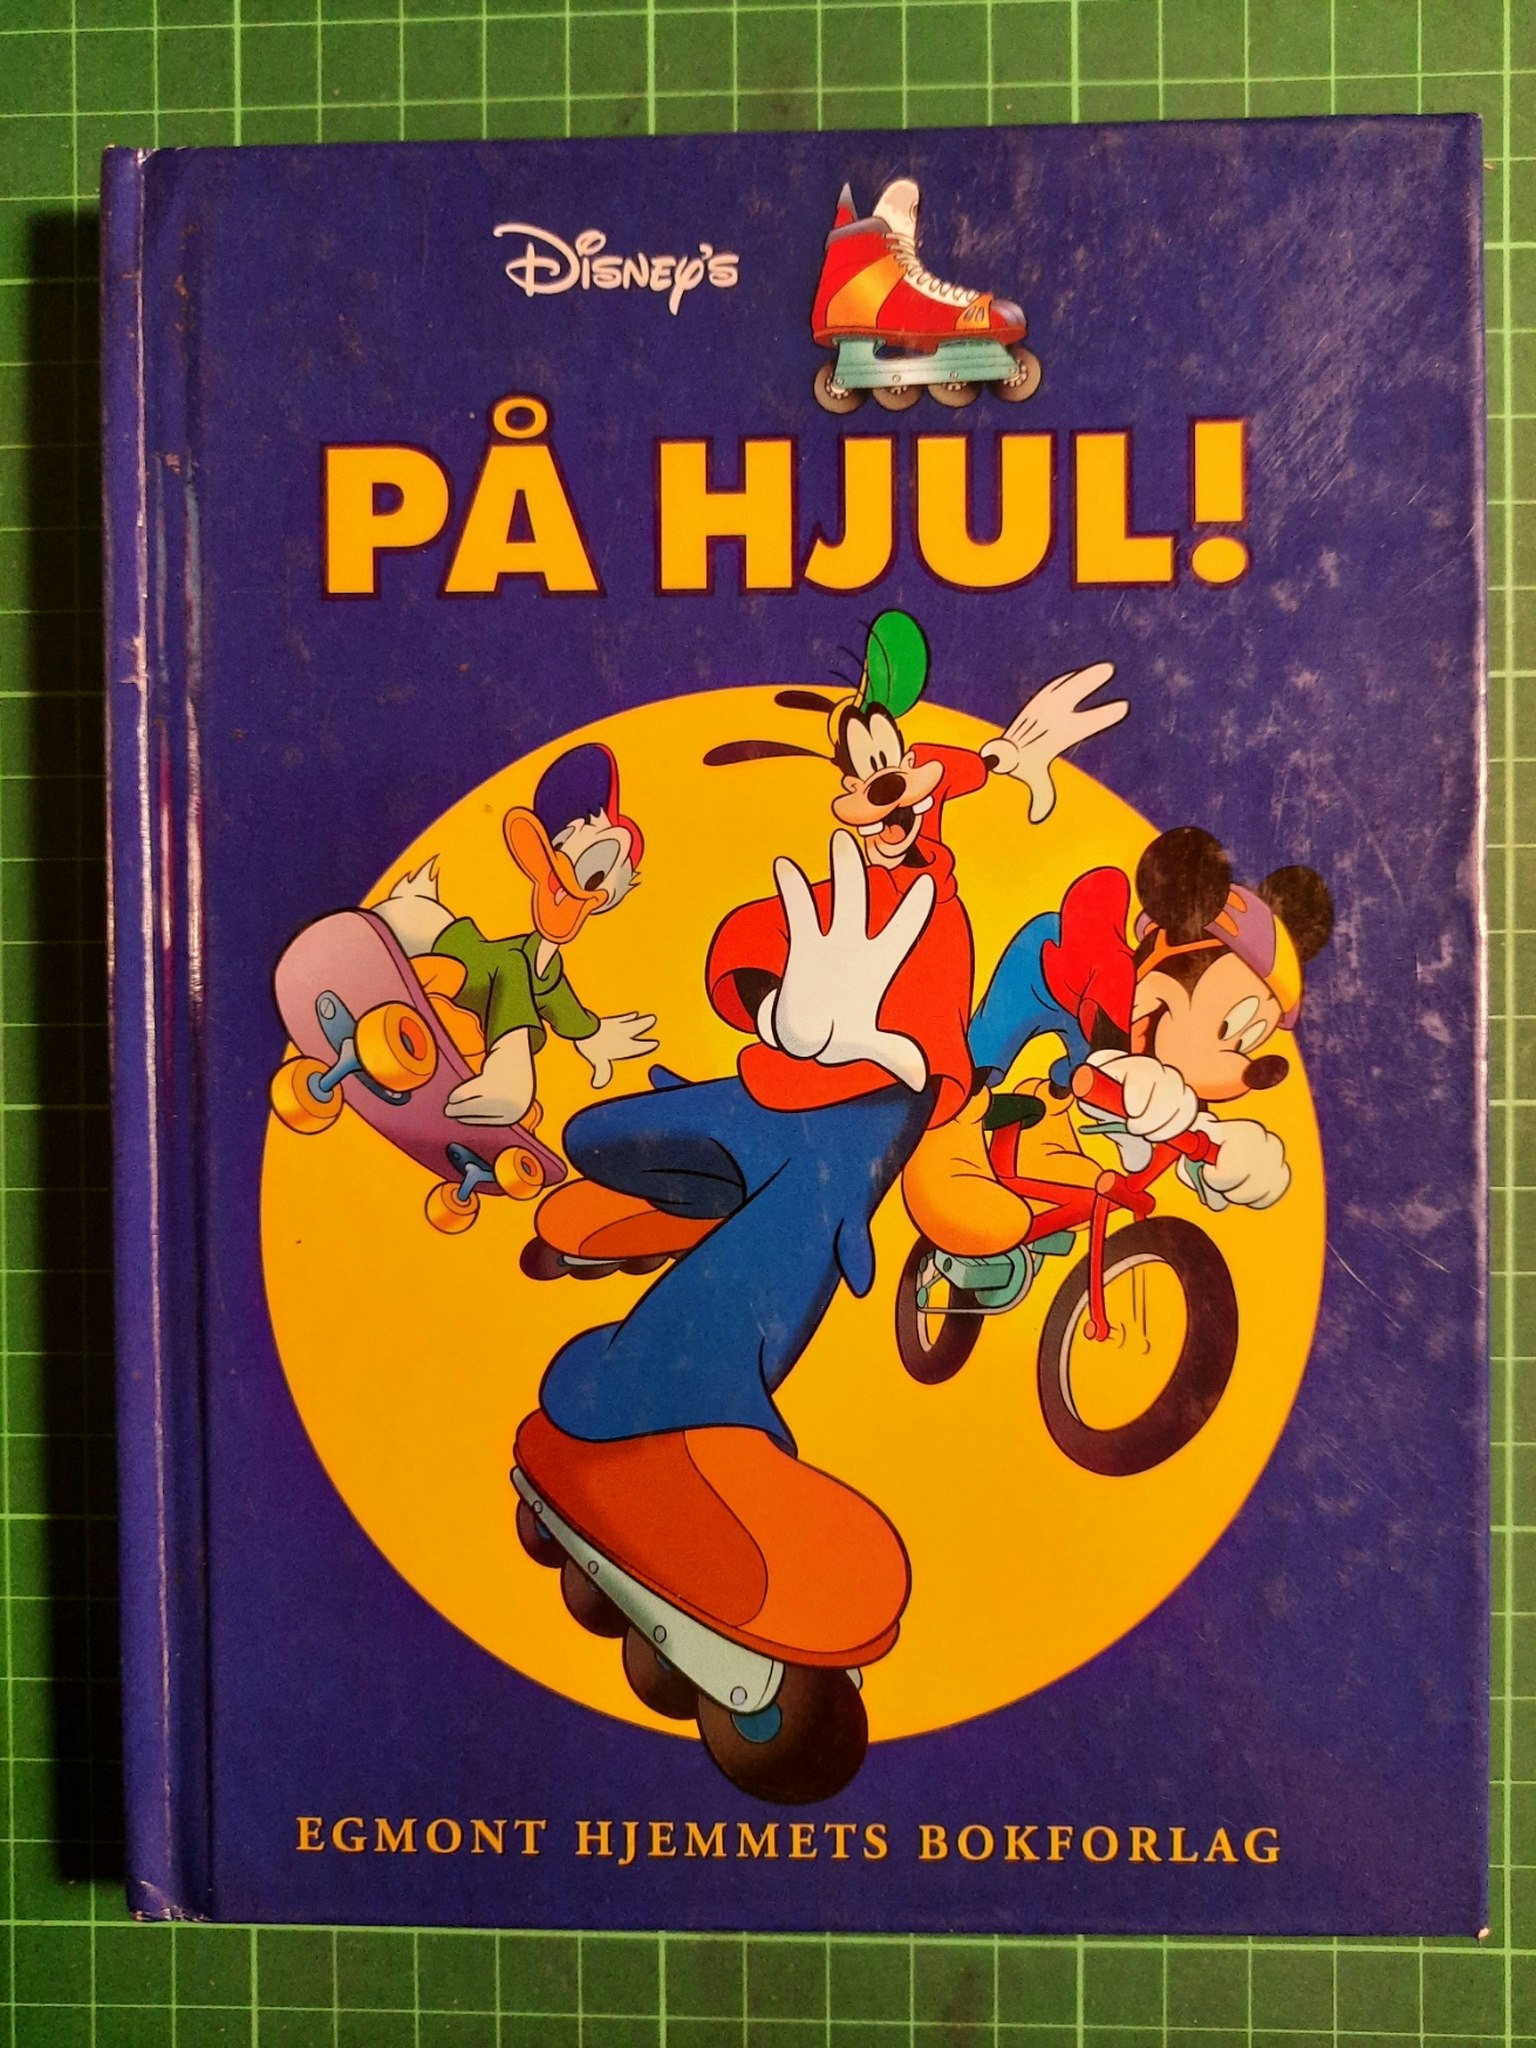 Disney's
PÅ HJUL!
EGMONT HJEMMETS BOKFORLAG